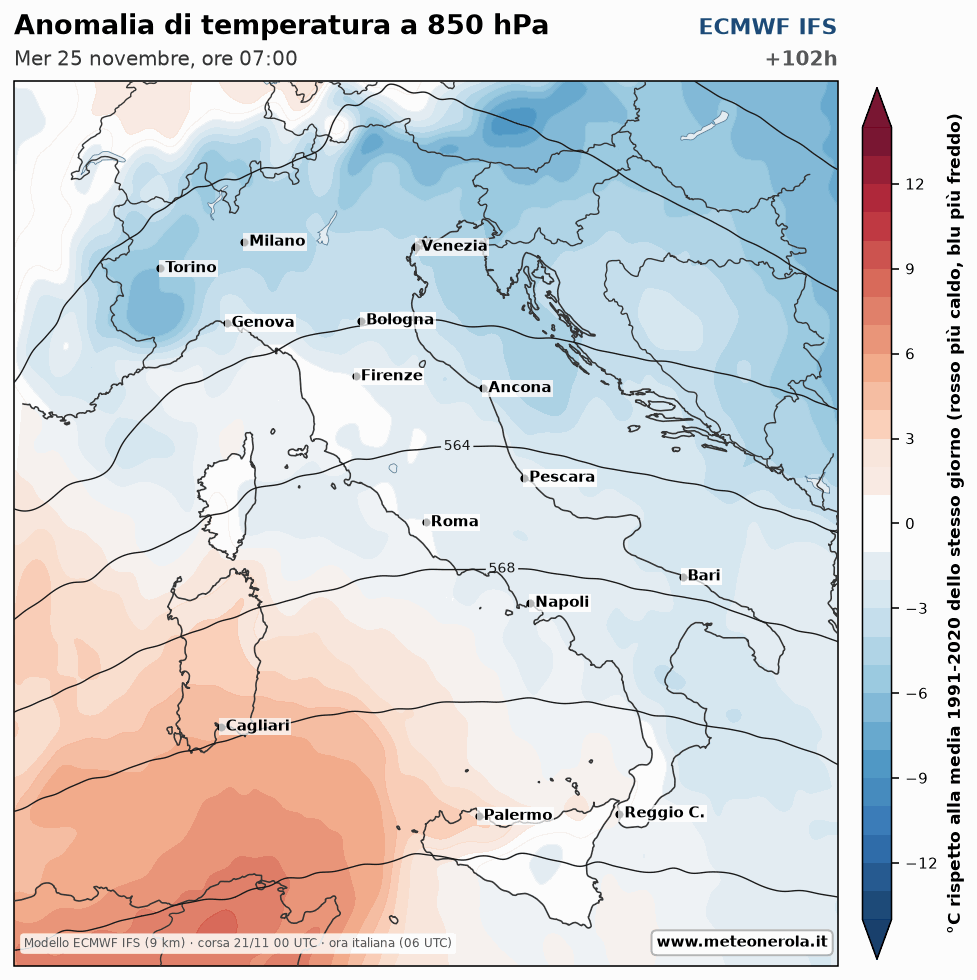 Anomalia di temperatura a 850 hPa
ECMWF IFS
Mer 25 novembre, ore 07:00
+102h
Milano
Venezia
Torino
Genova
Bologna
Firenze
Ancona
564
Pescara
Roma
568
Bari
Napoli
Cagliari
Palermo
Reggio C.
12
9
6
3
0
−3
−6
−9
−12
°C rispetto alla media 1991-2020 dello stesso giorno (rosso più caldo, blu più freddo)
Modello ECMWF IFS (9 km) · corsa 21/11 00 UTC · ora italiana (06 UTC)
www.meteonerola.it